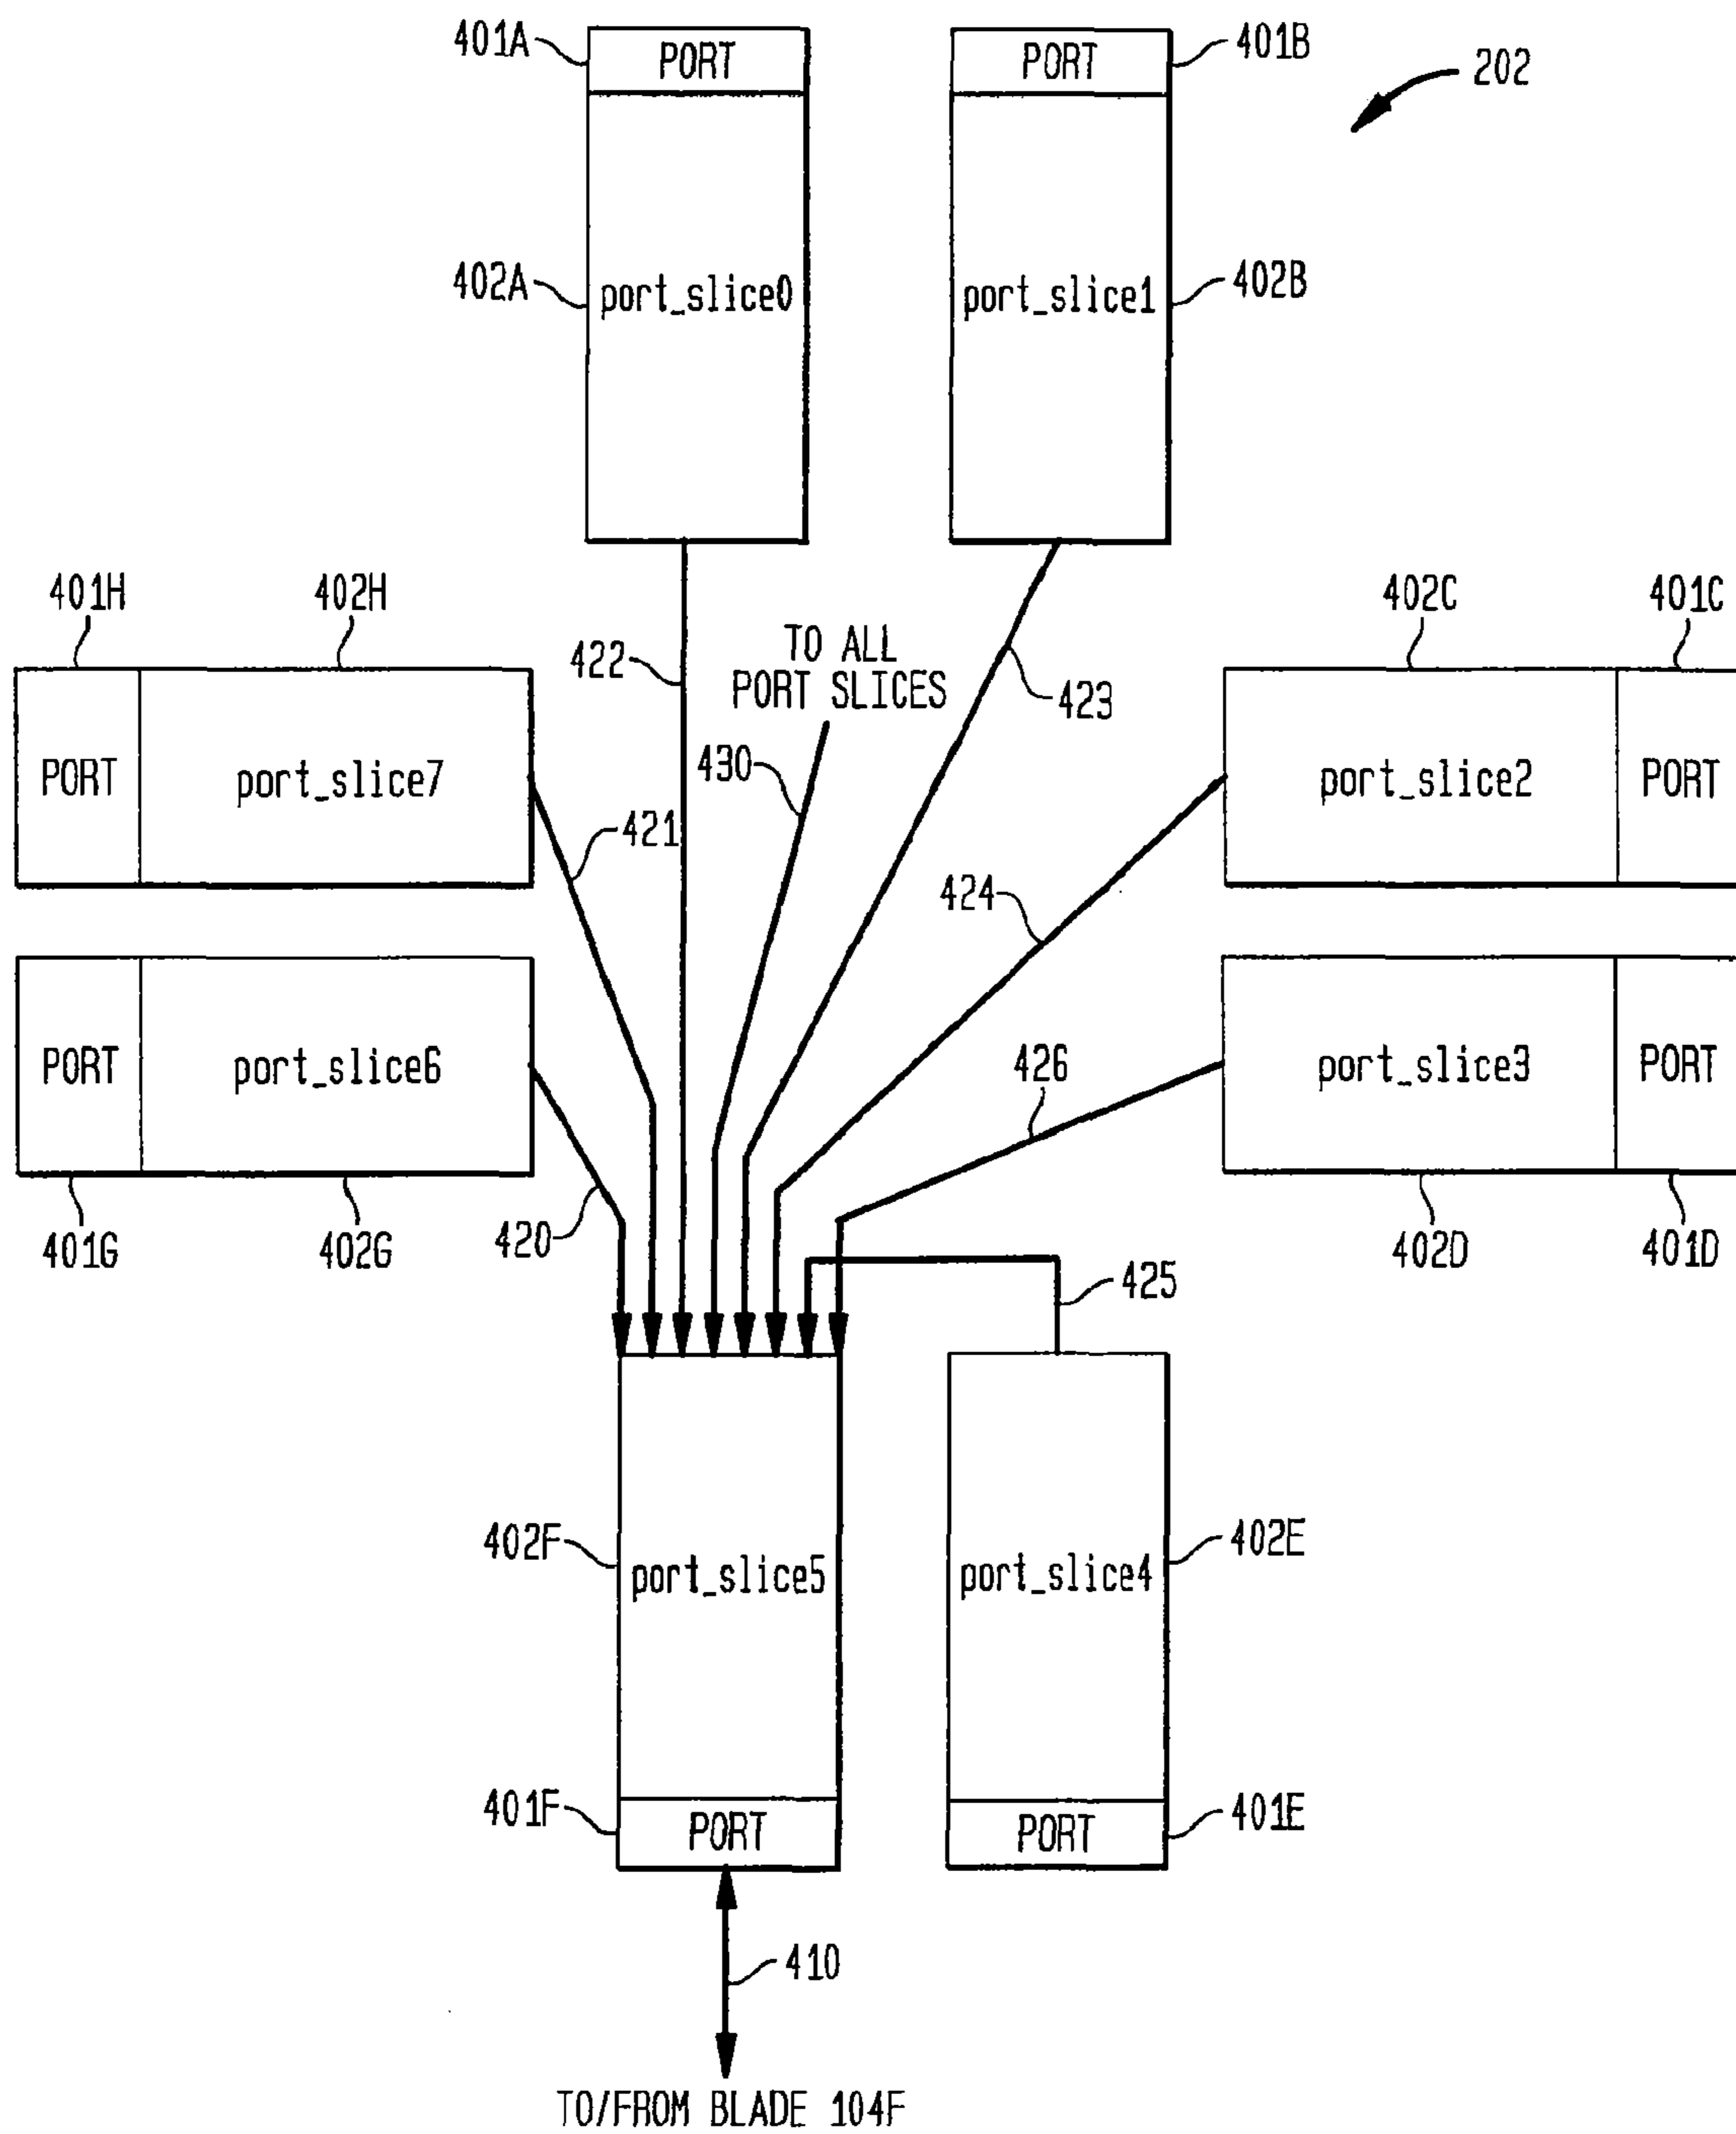 401A
PORT
PORT
401B
202
402A
port_slice0
port_slice1
402B
401H
402H
402C
401C
422
TO ALL
PORT SLICES
423
430
PORT
port_slice7
port_slice2
PORT
421
424
PORT
port_slice6
426
port_slice3
PORT
420
401G
402G
402D
401D
425
402F
port_slice5
port_slice4
402E
401F
PORT
PORT
401E
410
TO/FROM BLADE 104F